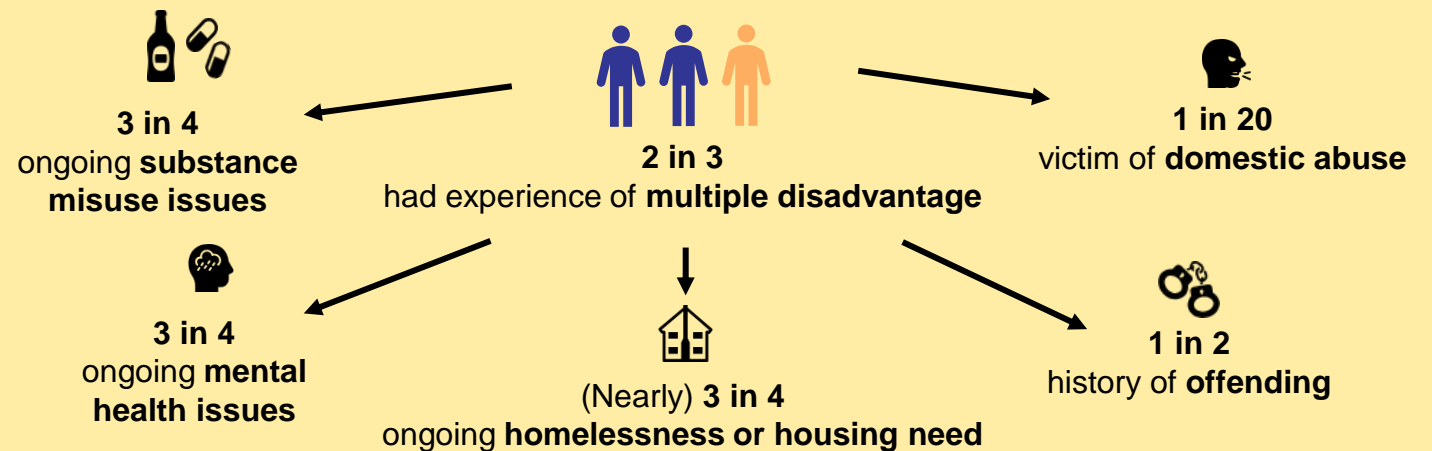 2 in 3
had experience of multiple disadvantage
3 in 4
ongoing substance
misuse issues
1 in 20
victim of domestic abuse
3 in 4
ongoing mental
health issues
(Nearly) 3 in 4
ongoing homelessness or housing need
1 in 2
history of offending